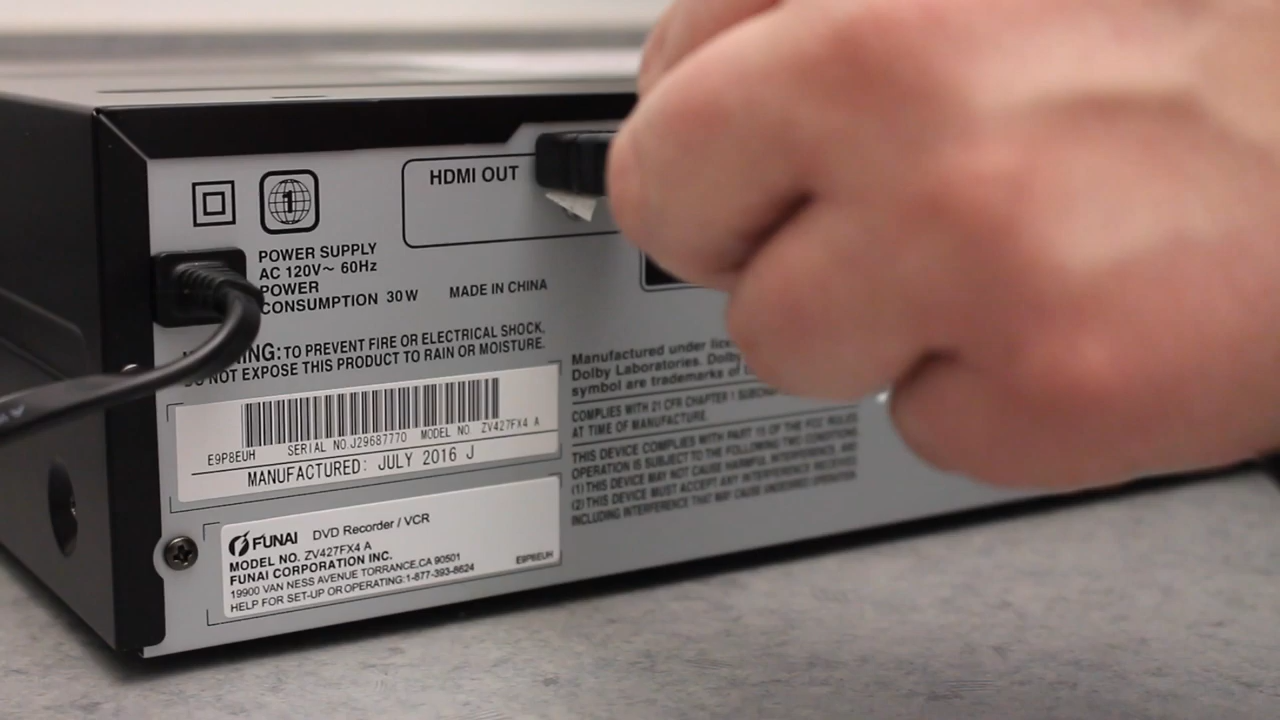 HDMI OUT
1
POWER SUPPLY
AC 120V~ 60Hz
POWER
CONSUMPTION 30W
MADE IN CHINA
TO PREVENT FIRE OR ELECTRICAL SHOCK,
DO NOT EXPOSE THIS PRODUCT TO RAIN OR MOISTURE.
E9P8EUH SERIAL NO.J29687770 MODEL NO. ZV427FX4 A
MANUFACTURED: JULY 2016 J
FUNAI DVD Recorder / VCR
MODEL NO. ZV427FX4 A
FUNAI CORPORATION INC.
19900 VAN NESS AVENUE TORRANCE,CA 90501
HELP FOR SET-UP OR OPERATING:1-877-393-8624
E9P8EUH
Manufactured under
Dolby Laboratories.
symbol are trademarks of
COMPLIES WITH 21 CFR CHAPTER 1
AT TIME OF MANUFACTURE.
THIS DEVICE COMPLIES WITH PART 15 OF THE FCC RULES
OPERATION IS SUBJECT TO THE FOLLOWING TWO CONDITIONS
(1) THIS DEVICE MAY NOT CAUSE HARMFUL INTERFERENCE, AND
(2) THIS DEVICE MUST ACCEPT ANY INTERFERENCE RECEIVED
INCLUDING INTERFERENCE THAT MAY CAUSE UNDESIRED OPERATION